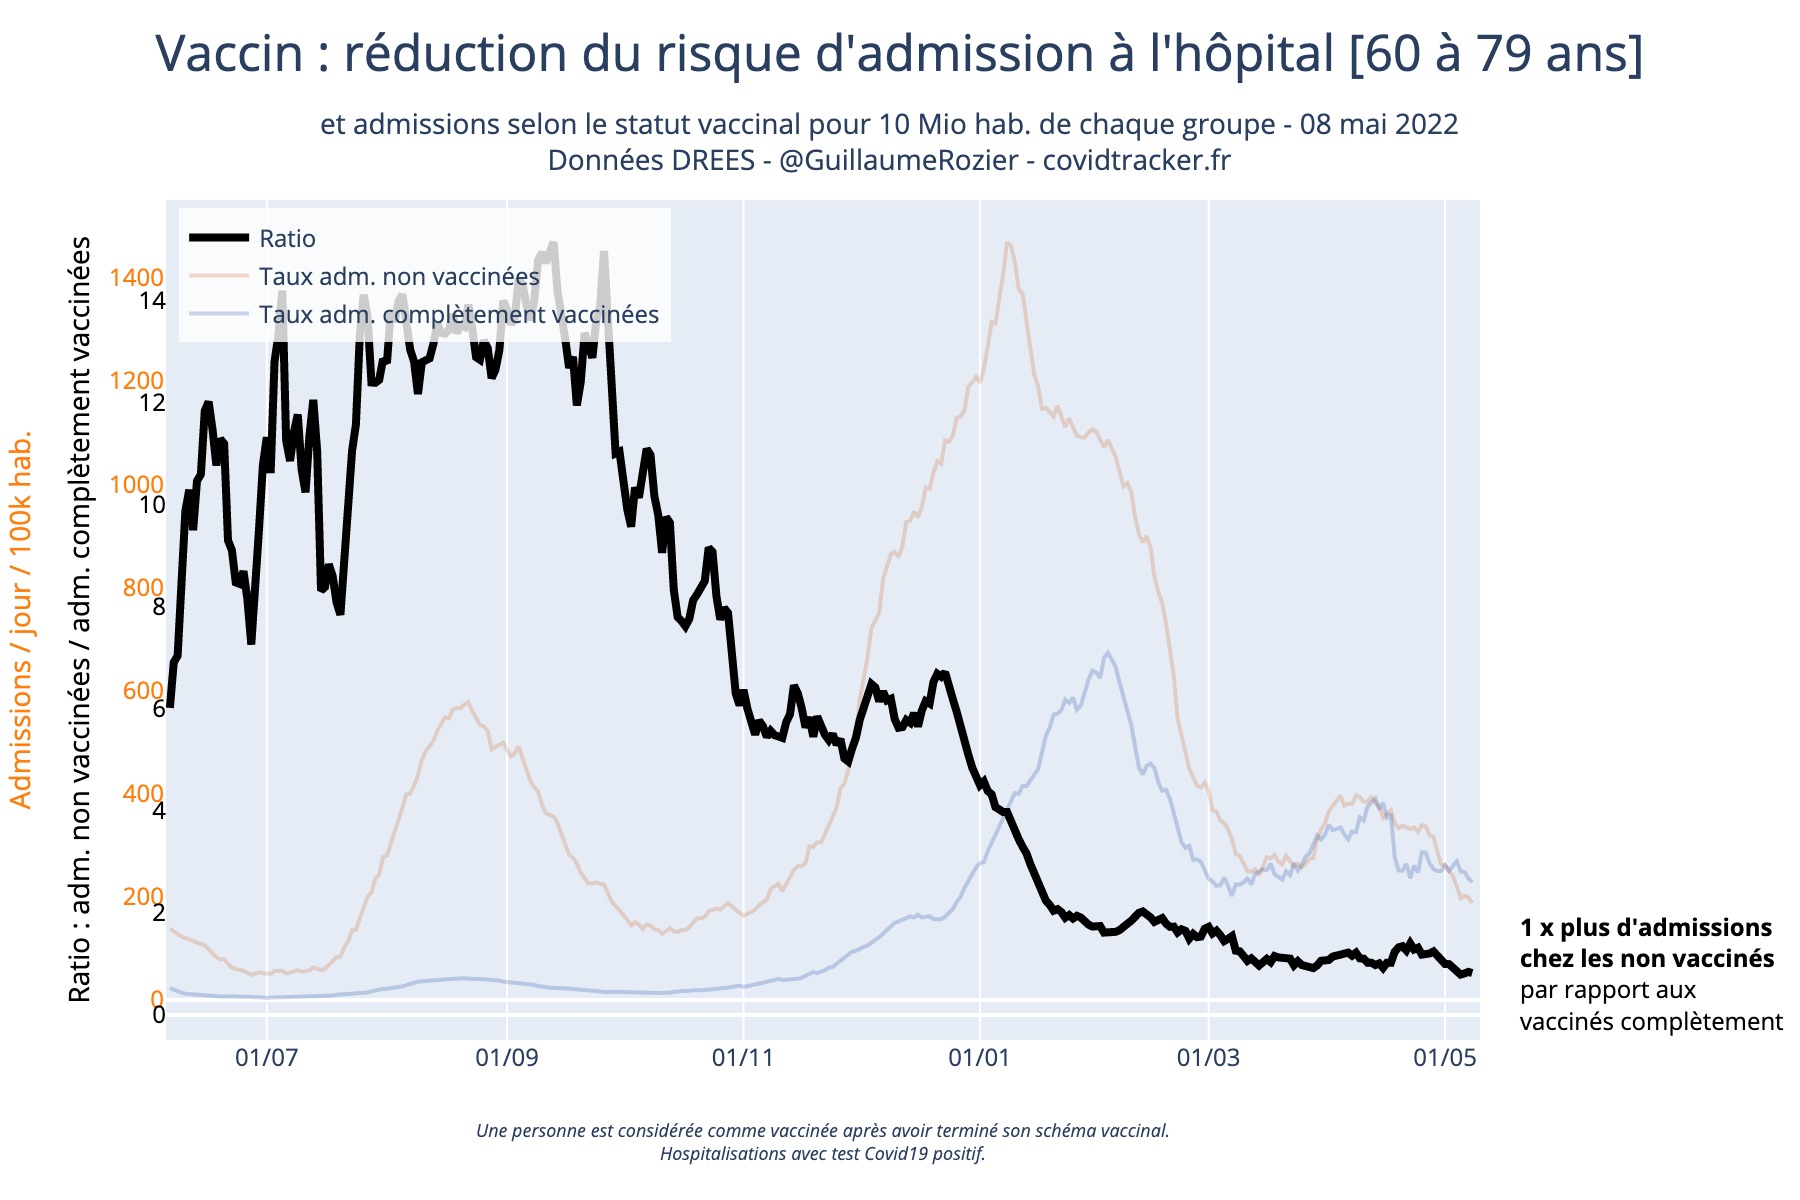 Vaccin : réduction du risque d'admission à l'hôpital [60 à 79 ans]
et admissions selon le statut vaccinal pour 10 Mio hab. de chaque groupe - 08 mai 2022
Données DREES - @GuillaumeRozier - covidtracker.fr
Admissions / jour / 100k hab.
Ratio : adm. non vaccinées / adm. complètement vaccinées
Ratio
Taux adm. non vaccinées
Taux adm. complètement vaccinées
1400
14
1200
12
1000
10
800
8
600
6
400
4
200
2
0
0
01/07
01/09
01/11
01/01
01/03
01/05
1 x plus d'admissions
chez les non vaccinés
par rapport aux
vaccinés complètement
Une personne est considérée comme vaccinée après avoir terminé son schéma vaccinal.
Hospitalisations avec test Covid19 positif.